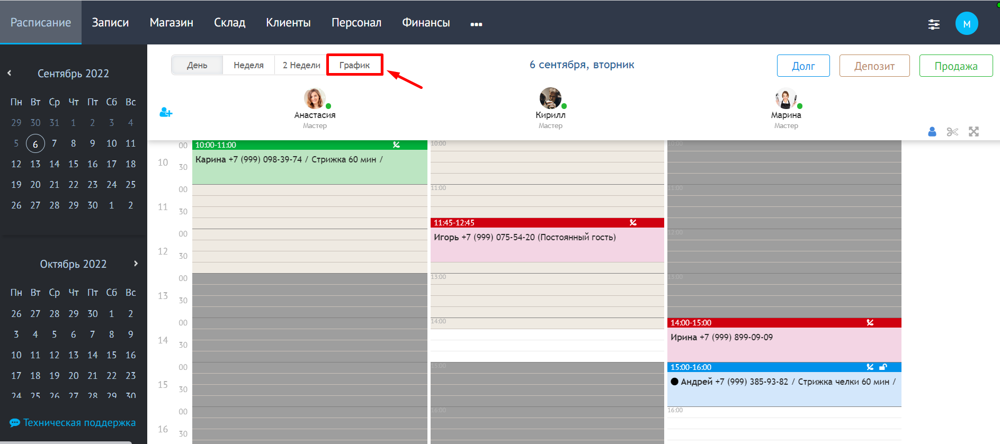 Расписание Записи Магазин Склад Клиенты Персонал Финансы ••• М
Сентябрь 2022
Пн Вт Ср Чт Пт Сб Вс
29 30 31 1 2 3 4
5 6 7 8 9 10 11
12 13 14 15 16 17 18
19 20 21 22 23 24 25
26 27 28 29 30 1 2
Октябрь 2022
Пн Вт Ср Чт Пт Сб Вс
26 27 28 29 30 1 2
3 4 5 6 7 8 9
10 11 12 13 14 15 16
17 18 19 20 21 22 23
24 25 26 27 28 29 30
Техническая поддержка
День Неделя 2 Недели График
6 сентября, вторник
Долг Депозит Продажа
Анастасия
Мастер
Кирилл
Мастер
Марина
Мастер
00
10
30
00
11
30
00
12
30
00
13
30
00
14
30
00
15
30
00
16
30
10:00-11:00
Карина +7 (999) 098-39-74 / Стрижка 60 мин /
10:00
11:00
11:45-12:45
Игорь +7 (999) 075-54-20 (Постоянный гость)
13:00
14:00
15:00
16:00
10:00
11:00
12:00
13:00
14:00-15:00
Ирина +7 (999) 899-09-09
15:00-16:00
Андрей +7 (999) 385-93-82 / Стрижка челки 60 мин /
16:00